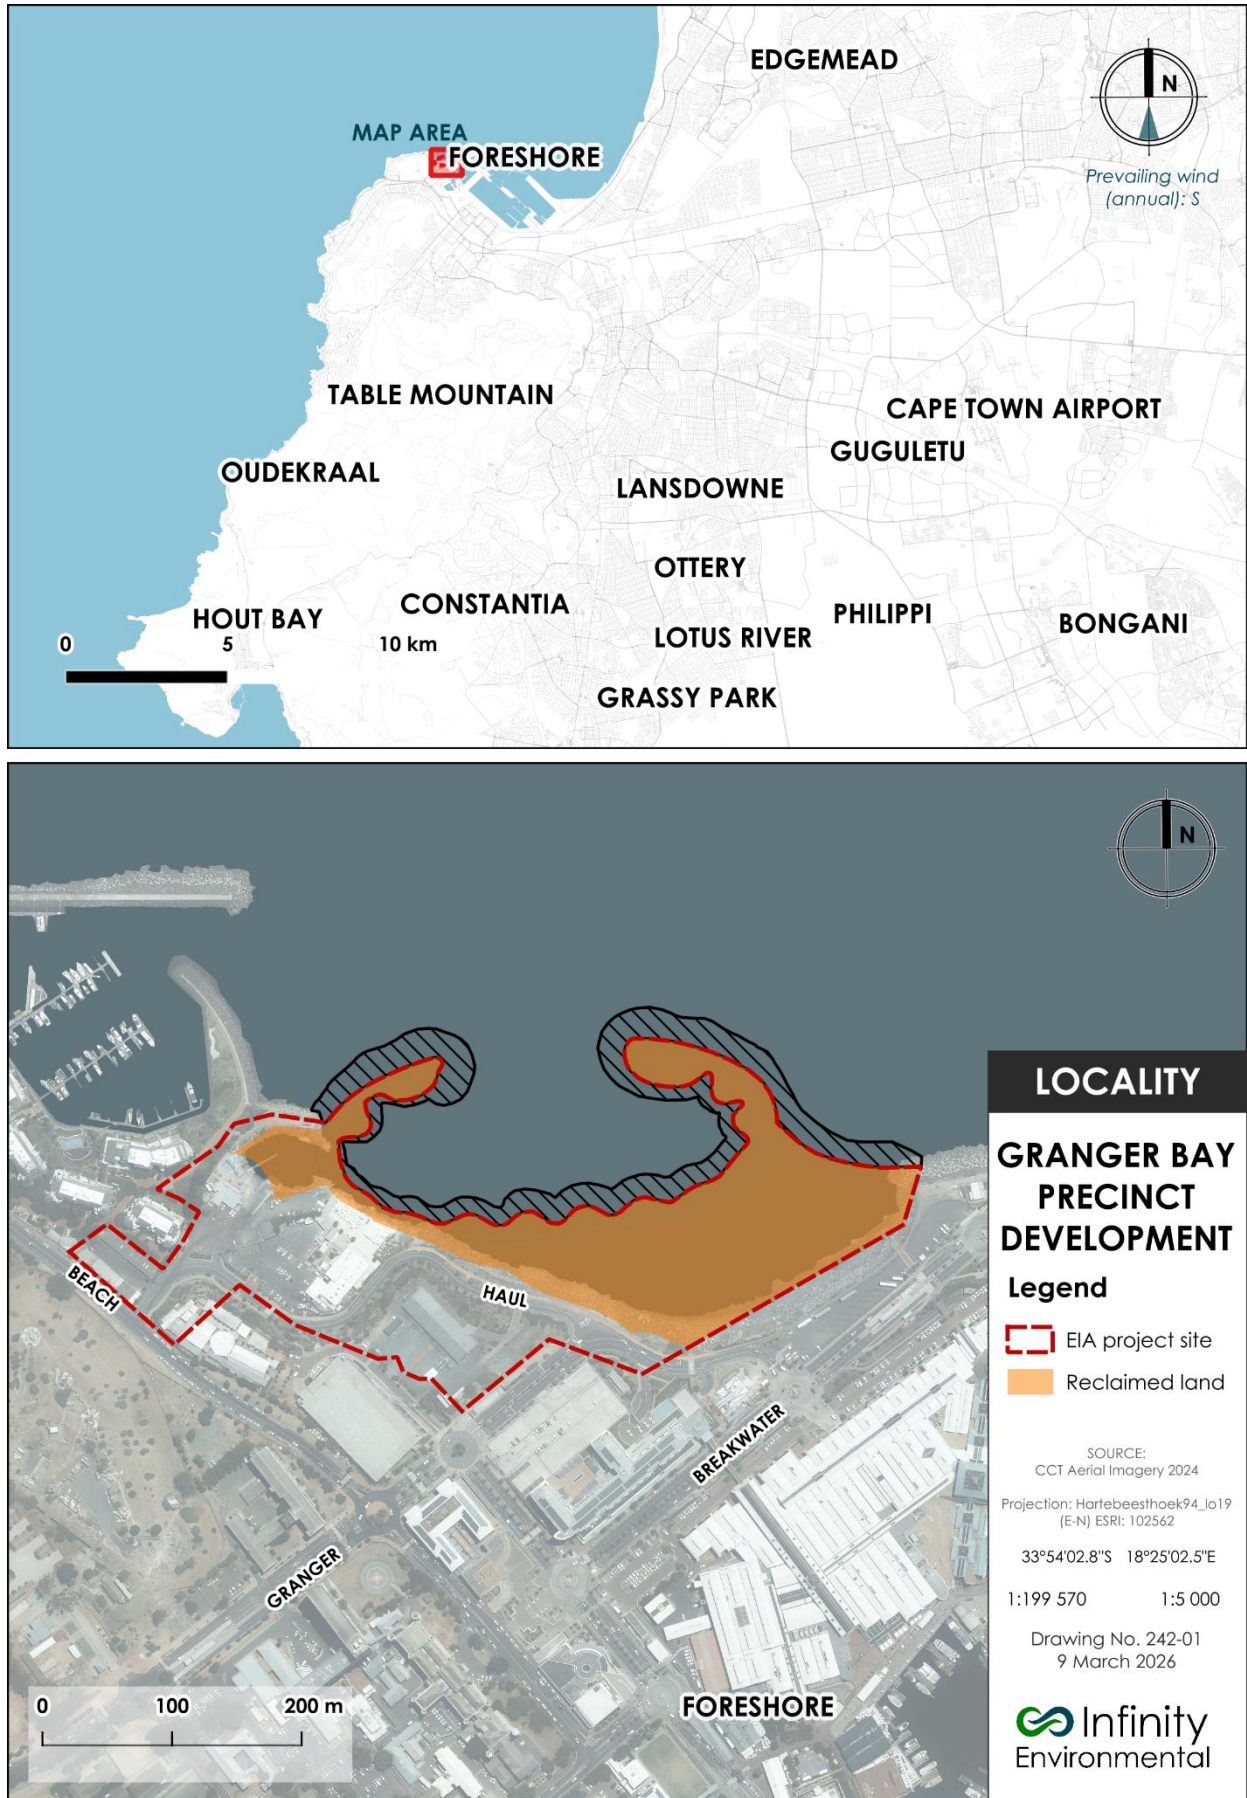 EDGEMEAD
N
MAP AREA
FORESHORE
Prevailing wind
(annual): S
TABLE MOUNTAIN
CAPE TOWN AIRPORT
GUGULETU
OUDEKRAAL
LANSDOWNE
OTTERY
CONSTANTIA
HOUT BAY
PHILIPPI
BONGANI
LOTUS RIVER
0 5 10 km
GRASSY PARK
N
LOCALITY
GRANGER BAY
PRECINCT
DEVELOPMENT
Legend
EIA project site
Reclaimed land
BEACH
HAUL
BREAKWATER
GRANGER
FORESHORE
0 100 200 m
SOURCE:
CCT Aerial Imagery 2024
Projection: Hartebeesthoek94_lo19
(E-N) ESRI: 102562
33°54'02.8"S 18°25'02.5"E
1:199 570 1:5 000
Drawing No. 242-01
9 March 2026
Infinity
Environmental